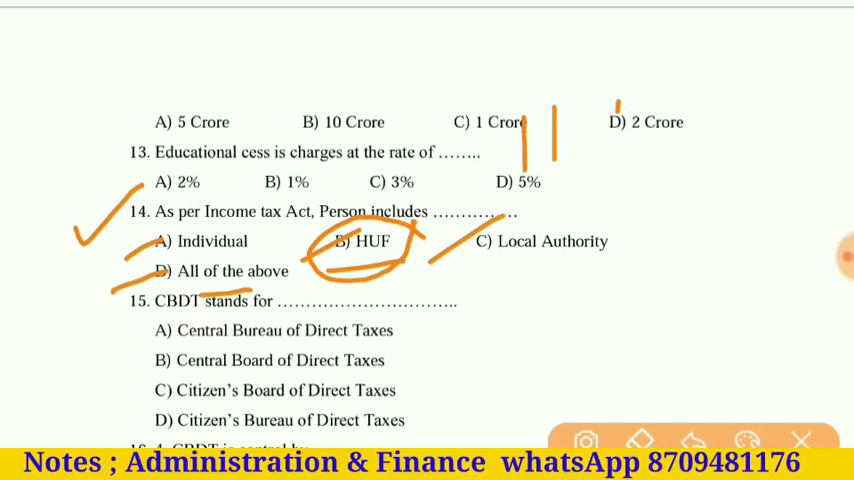 A) 5 Crore B) 10 Crore C) 1 Crore D) 2 Crore
13. Educational cess is charges at the rate of ……..
A) 2% B) 1% C) 3% D) 5%
14. As per Income tax Act, Person includes ……………
A) Individual B) HUF C) Local Authority
D) All of the above
15. CBDT stands for …………………………..
A) Central Bureau of Direct Taxes
B) Central Board of Direct Taxes
C) Citizen's Board of Direct Taxes
D) Citizen's Bureau of Direct Taxes
Notes ; Administration & Finance whatsApp 8709481176